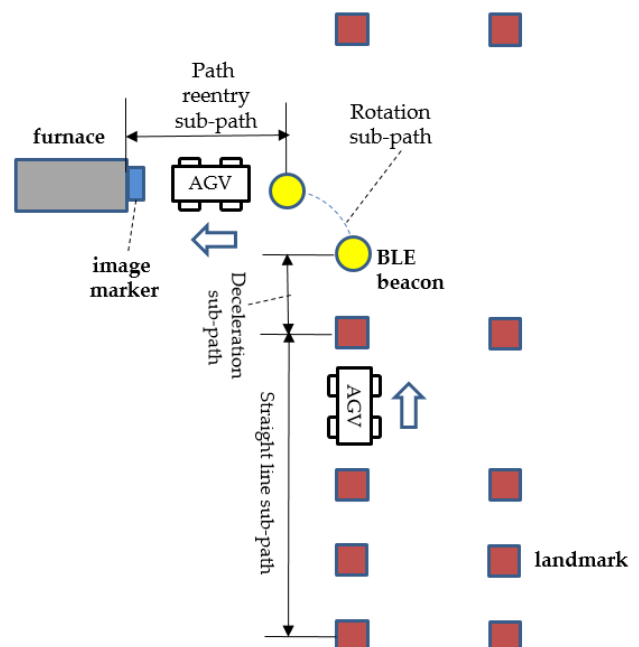 Path
reentry
sub-path
Rotation
sub-path
furnace
AGV
image
marker
BLE
beacon
Deceleration
sub-path
AGV
Straight line sub-path
landmark